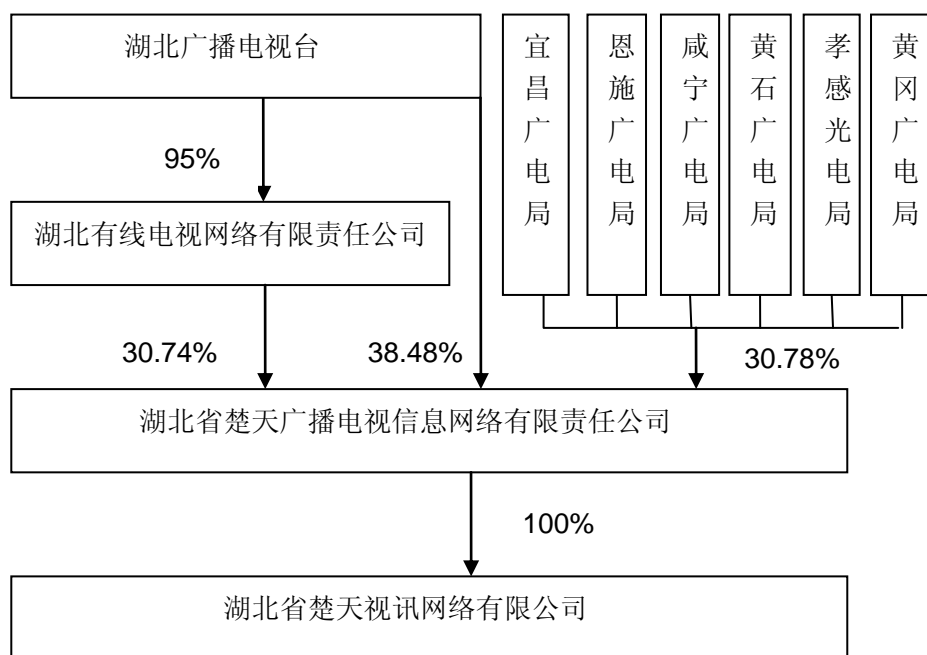 湖北广播电视台
宜昌广电局
恩施广电局
咸宁广电局
黄石广电局
孝感光电局
黄冈广电局
95%
湖北有线电视网络有限责任公司
30.74%
38.48%
30.78%
湖北省楚天广播电视信息网络有限责任公司
100%
湖北省楚天视讯网络有限公司